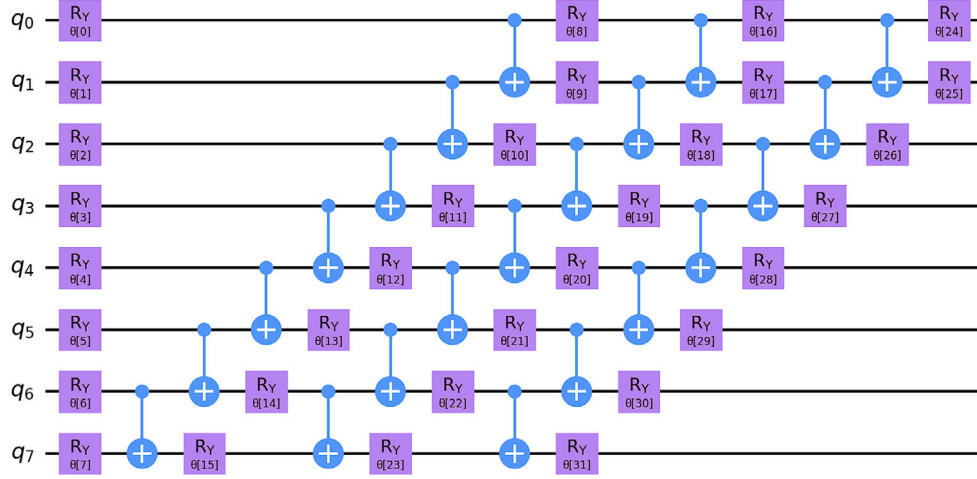 q0 RY θ[0] RY θ[8] RY θ[16] RY θ[24]
q1 RY θ[1] RY θ[9] RY θ[17] RY θ[25]
q2 RY θ[2] RY θ[10] RY θ[18] RY θ[26]
q3 RY θ[3] RY θ[11] RY θ[19] RY θ[27]
q4 RY θ[4] RY θ[12] RY θ[20] RY θ[28]
q5 RY θ[5] RY θ[13] RY θ[21] RY θ[29]
q6 RY θ[6] RY θ[14] RY θ[22] RY θ[30]
q7 RY θ[7] RY θ[15] RY θ[23] RY θ[31]